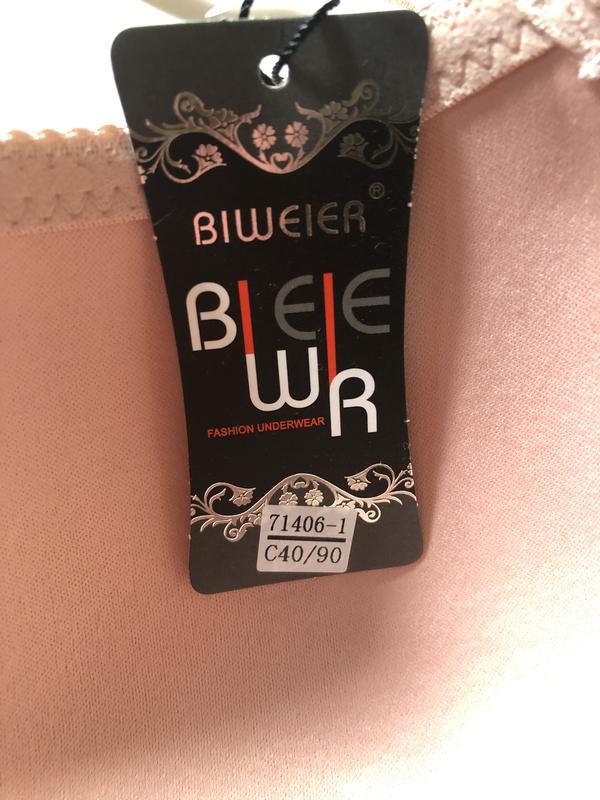 BIWEIER®
BIEIE
WR
FASHION UNDERWEAR
71406-1
C40/90